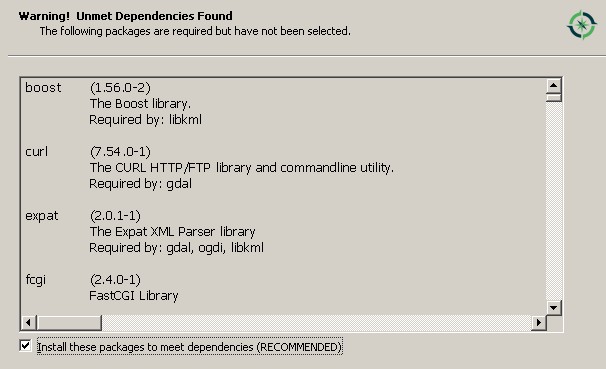 Warning! Unmet Dependencies Found
The following packages are required but have not been selected.
boost (1.56.0-2)
The Boost library.
Required by: libkml
curl (7.54.0-1)
The CURL HTTP/FTP library and commandline utility.
Required by: gdal
expat (2.0.1-1)
The Expat XML Parser library
Required by: gdal, ogdi, libkml
fcgi (2.4.0-1)
FastCGI Library
Install these packages to meet dependencies (RECOMMENDED)